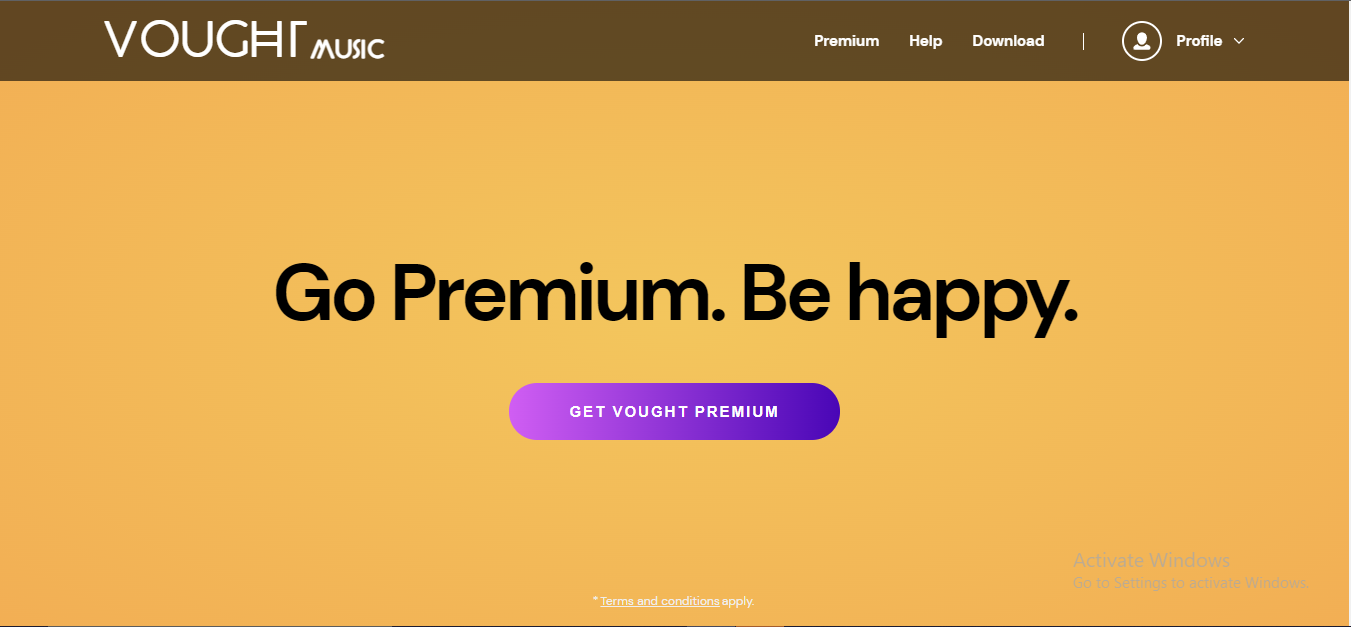 VOUGHT MUSIC
Premium
Help
Download
Profile
Go Premium. Be happy.
GET VOUGHT PREMIUM
Activate Windows
Go to Settings to activate Windows.
* Terms and conditions apply.